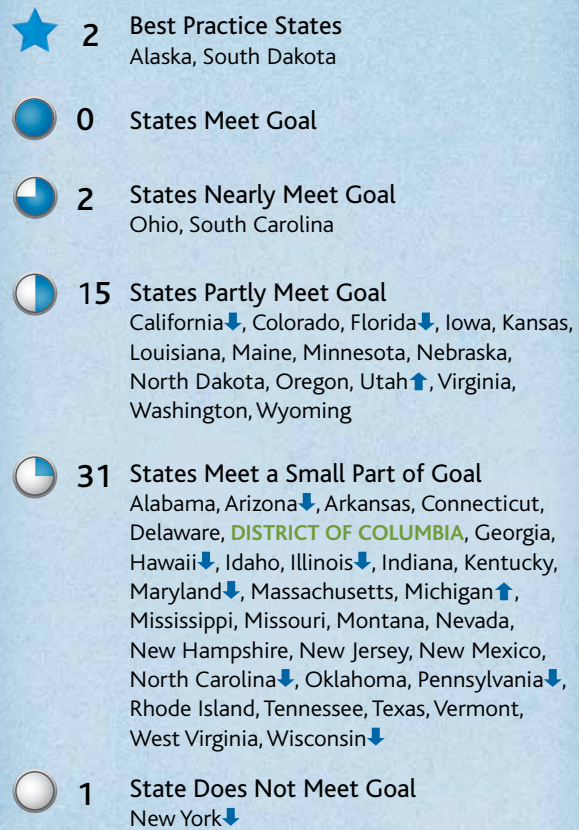 2 Best Practice States
Alaska, South Dakota
0 States Meet Goal
2 States Nearly Meet Goal
Ohio, South Carolina
15 States Partly Meet Goal
California⬇, Colorado, Florida⬇, Iowa, Kansas,
Louisiana, Maine, Minnesota, Nebraska,
North Dakota, Oregon, Utah⬆, Virginia,
Washington, Wyoming
31 States Meet a Small Part of Goal
Alabama, Arizona⬇, Arkansas, Connecticut,
Delaware, DISTRICT OF COLUMBIA, Georgia,
Hawaii⬇, Idaho, Illinois⬇, Indiana, Kentucky,
Maryland⬇, Massachusetts, Michigan⬆,
Mississippi, Missouri, Montana, Nevada,
New Hampshire, New Jersey, New Mexico,
North Carolina⬇, Oklahoma, Pennsylvania⬇,
Rhode Island, Tennessee, Texas, Vermont,
West Virginia, Wisconsin⬇
1 State Does Not Meet Goal
New York⬇